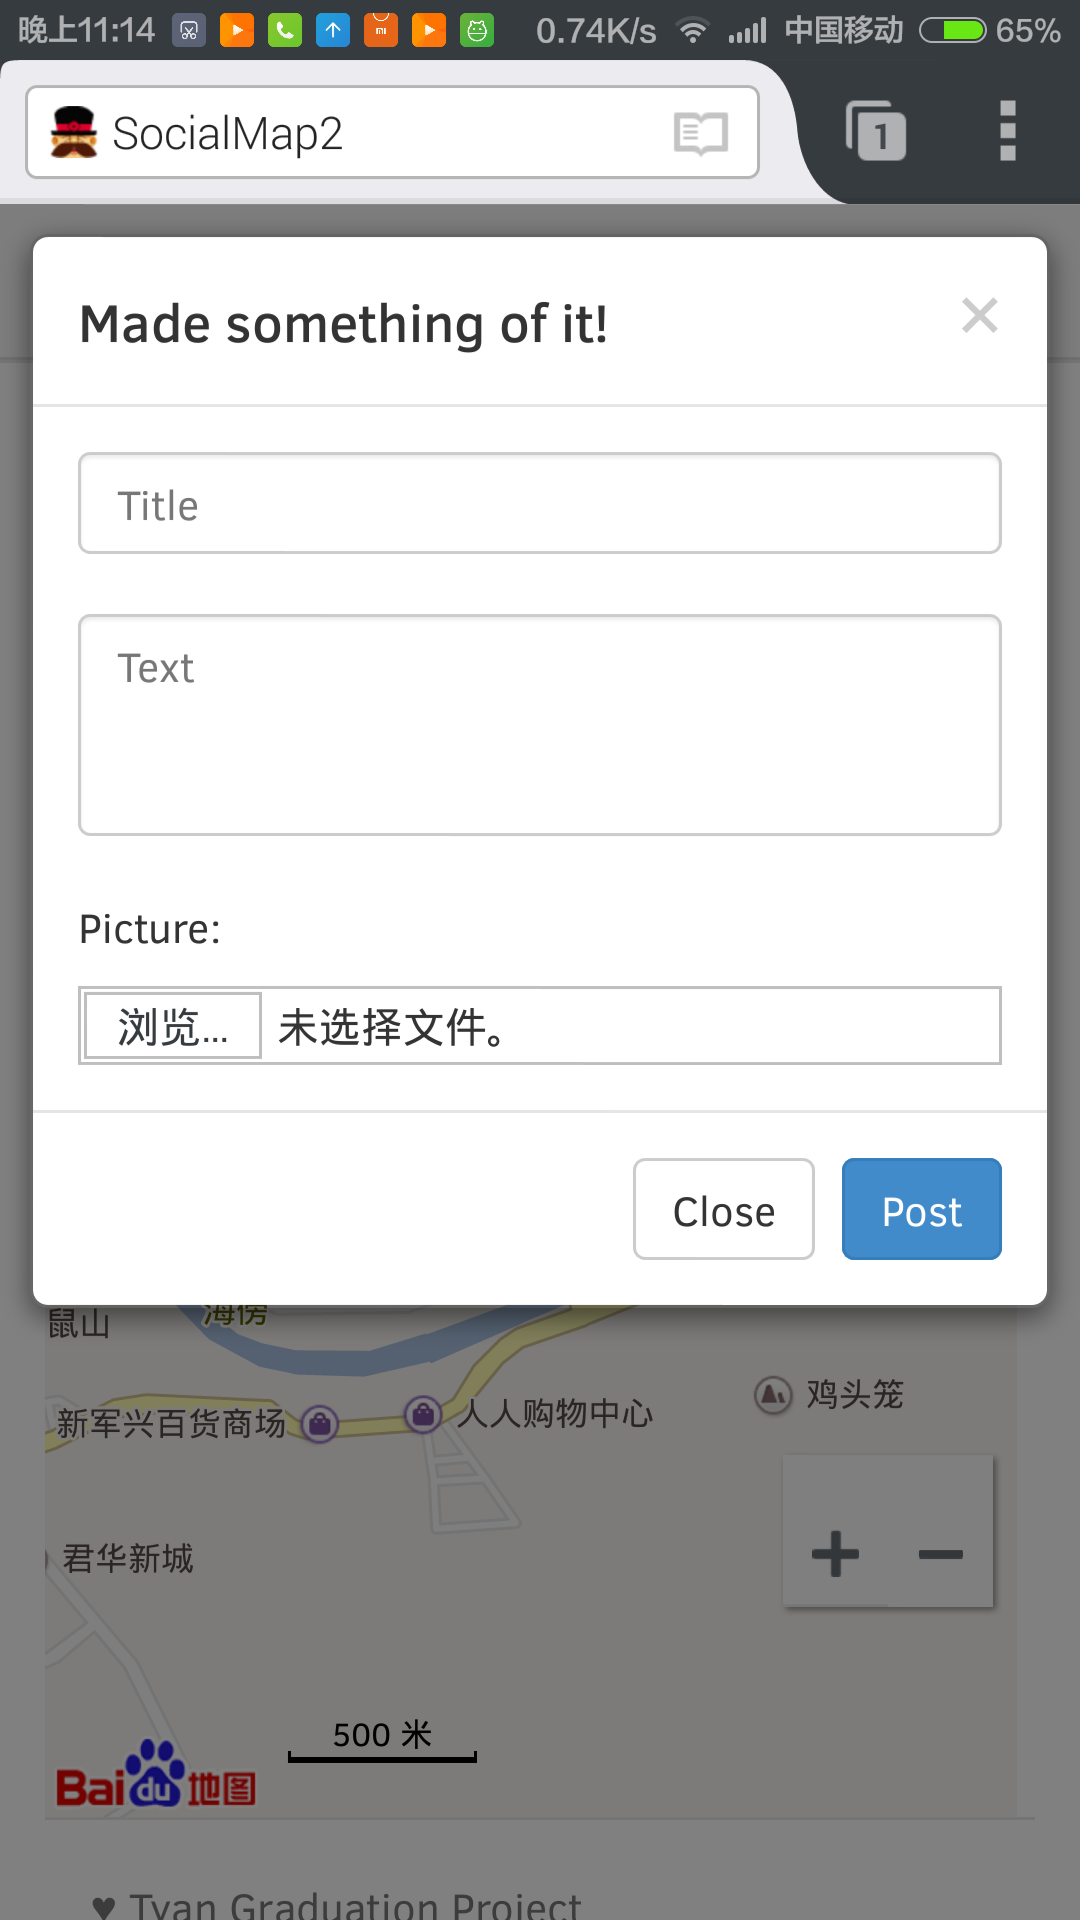 晚上11:14 0.74K/s 中国移动 65%
SocialMap2 1
Made something of it!
Title
Text
Picture:
浏览... 未选择文件。
Close Post
鼠山 海傍
鸡头笼
新军兴百货商场 人人购物中心
君华新城
500 米
Bai du 地图
♥ Tyan Graduation Project